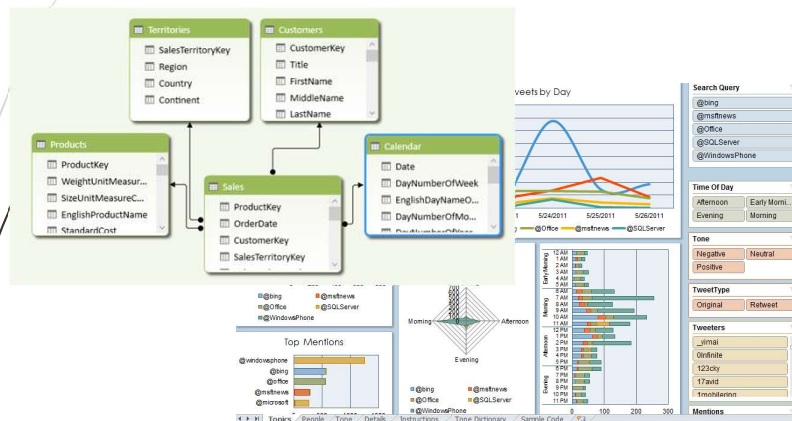 Territories
SalesTerritoryKey
Region
Country
Continent
Customers
CustomerKey
Title
FirstName
MiddleName
LastName
Products
ProductKey
WeightUnitMeasur...
SizeUnitMeasureC...
EnglishProductName
StandardCost
Sales
ProductKey
OrderDate
CustomerKey
SalesTerritoryKey
Calendar
Date
DayNumberOfWeek
EnglishDayNameO...
DayNumberOfMo...
weets by Day
5/24/2011 5/25/2011 5/26/2011
@Office @msftnews @SQLServer
Search Query
@bing
@msftnews
@Office
@SQLServer
@WindowsPhone
Time Of Day
Afternoon Early Morni...
Evening Morning
Tone
Negative Neutral
Positive
TweetType
Original Retweet
Tweeters
_yimai
0Infinite
123cky
17avid
1mobilering
Mentions
@bing @msftnews
@Office @SQLServer
@WindowsPhone
Top Mentions
@windowsphone
@bing
@office
@msftnews
@microsoft
Morning Afternoon
Evening
@bing @msftnews
@Office @SQLServer
@WindowsPhone
Early Morning
12 AM
1 AM
2 AM
3 AM
4 AM
5 AM
Morning
6 AM
7 AM
8 AM
9 AM
10 AM
11 AM
Afternoon
12 PM
1 PM
2 PM
3 PM
4 PM
5 PM
Evening
6 PM
7 PM
8 PM
9 PM
10 PM
11 PM
0 100 200 300
Topics People Tone Details Instructions Tone Dictionary Sample Code